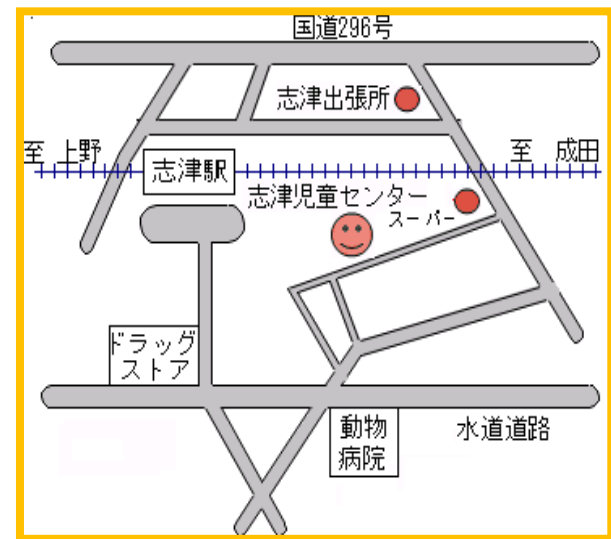 国道296号
志津出張所
至 上野
至 成田
志津駅
志津児童センター
スーパー
ドラッグ
ストア
動物
病院
水道道路